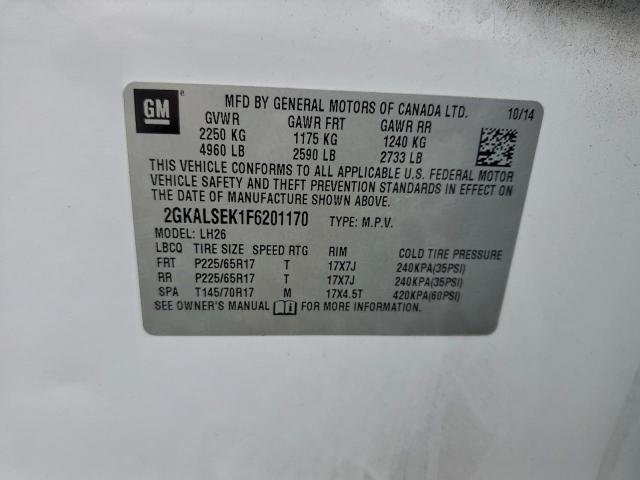 GM
MFD BY GENERAL MOTORS OF CANADA LTD. 10/14
GVWR GAWR FRT GAWR RR
2250 KG 1175 KG 1240 KG
4960 LB 2590 LB 2733 LB
THIS VEHICLE CONFORMS TO ALL APPLICABLE U.S. FEDERAL MOTOR
VEHICLE SAFETY AND THEFT PREVENTION STANDARDS IN EFFECT ON
THE DATE OF MANUFACTURE SHOWN ABOVE.
2GKALSEK1F6201170 TYPE: M.P.V.
MODEL: LH26
LBCQ TIRE SIZE SPEED RTG RIM COLD TIRE PRESSURE
FRT P225/65R17 T 17X7J 240KPA(35PSI)
RR P225/65R17 T 17X7J 240KPA(35PSI)
SPA T145/70R17 M 17X4.5T 420KPA(60PSI)
SEE OWNER'S MANUAL FOR MORE INFORMATION.